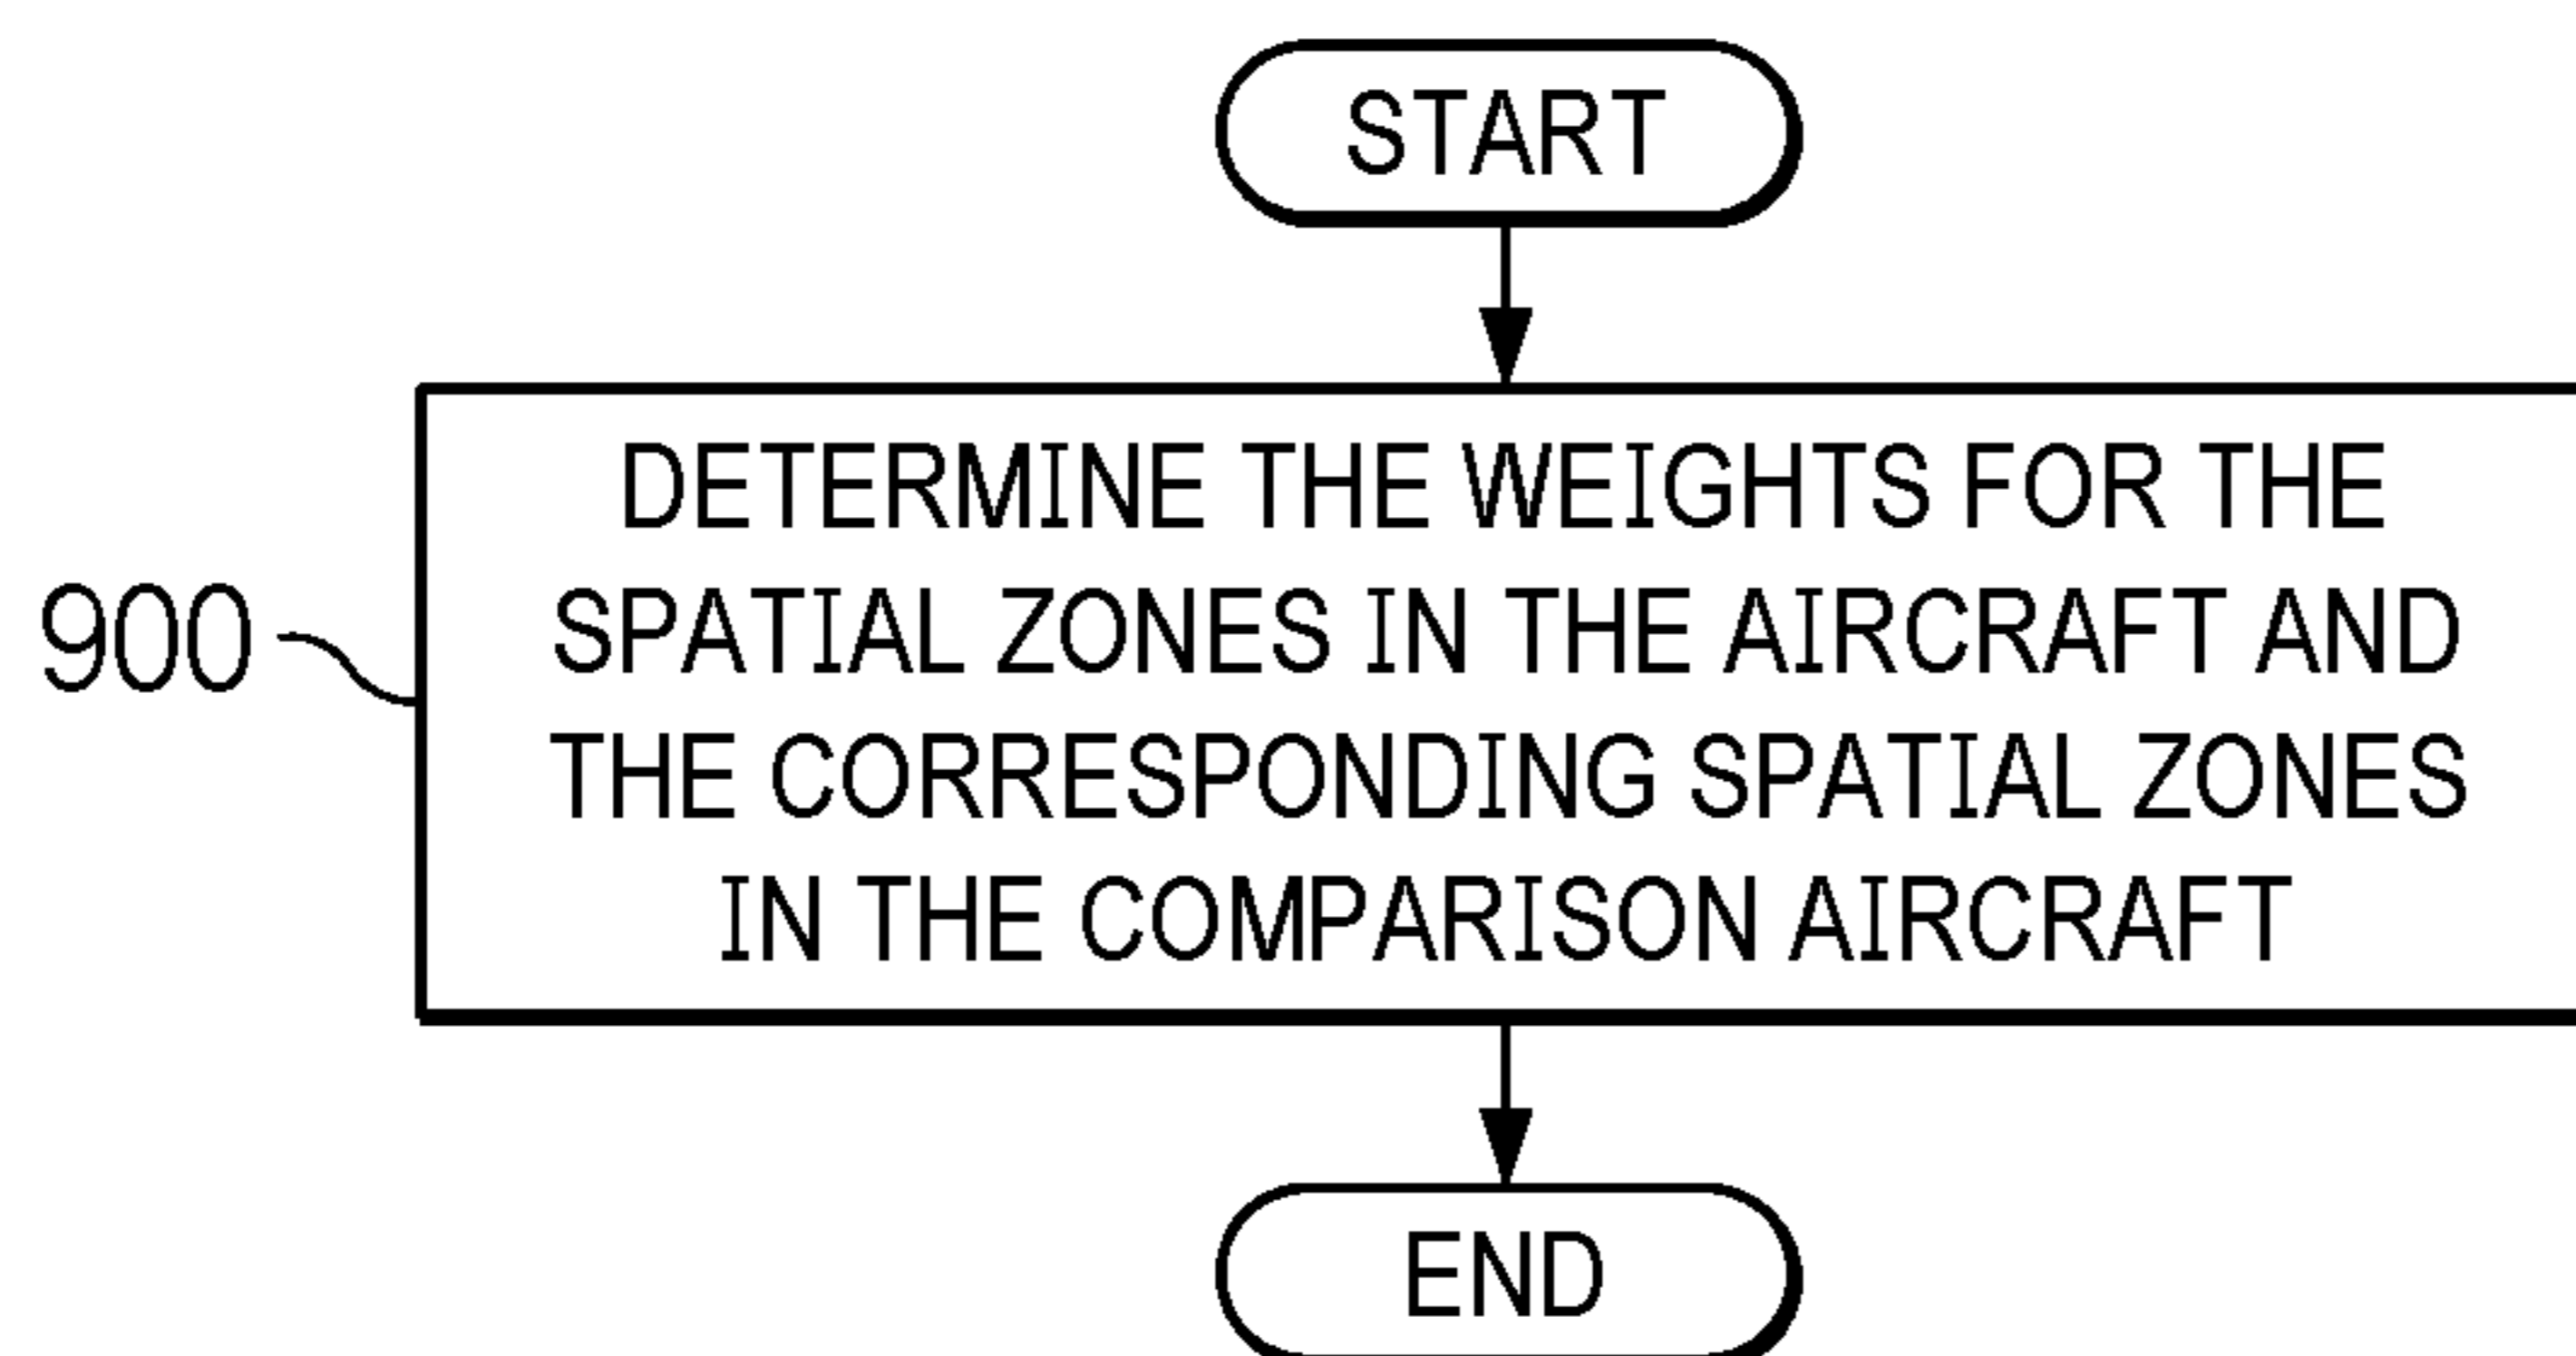 START
DETERMINE THE WEIGHTS FOR THE
SPATIAL ZONES IN THE AIRCRAFT AND
THE CORRESPONDING SPATIAL ZONES
IN THE COMPARISON AIRCRAFT
900
END